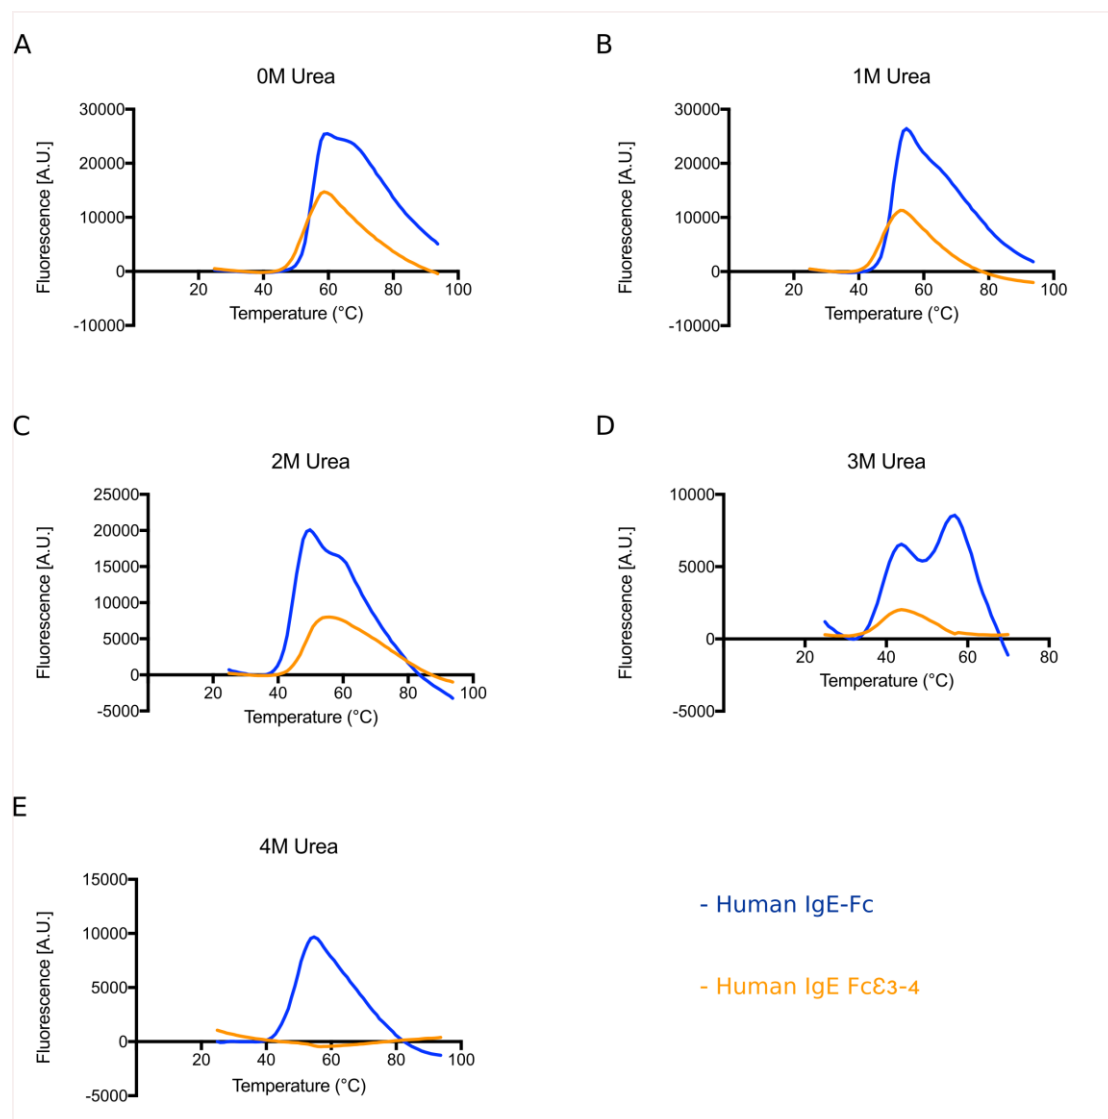 A
0M Urea
30000
20000
10000
0
-10000
20 40 60 80 100
Fluorescence [A.U.]
Temperature (°C)
B
1M Urea
30000
20000
10000
0
-10000
20 40 60 80 100
Fluorescence [A.U.]
Temperature (°C)
C
2M Urea
25000
20000
15000
10000
5000
0
-5000
20 40 60 80 100
Fluorescence [A.U.]
Temperature (°C)
D
3M Urea
10000
5000
0
-5000
20 40 60 80
Fluorescence [A.U.]
Temperature (°C)
E
4M Urea
15000
10000
5000
0
-5000
20 40 60 80 100
Fluorescence [A.U.]
Temperature (°C)
- Human IgE-Fc
- Human IgE Fcε3-4